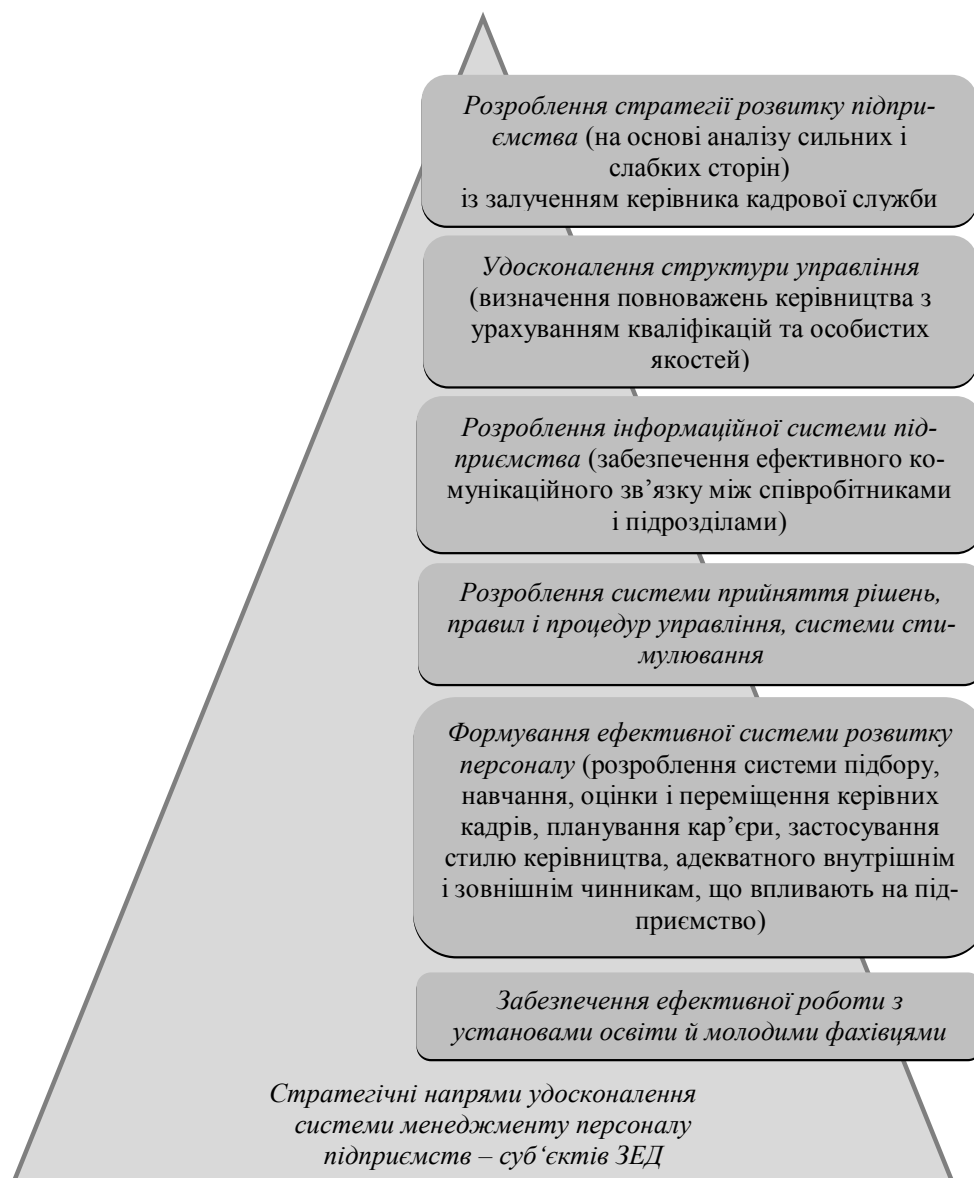 Розроблення стратегії розвитку підпри-
ємства (на основі аналізу сильних і
слабких сторін)
із залученням керівника кадрової служби
Удосконалення структури управління
(визначення повноважень керівництва з
урахуванням кваліфікацій та особистих
якостей)
Розроблення інформаційної системи під-
приємства (забезпечення ефективного ко-
мунікаційного зв’язку між співробітниками
і підрозділами)
Розроблення системи прийняття рішень,
правил і процедур управління, системи сти-
мулювання
Формування ефективної системи розвитку
персоналу (розроблення системи підбору,
навчання, оцінки і переміщення керівних
кадрів, планування кар’єри, застосування
стилю керівництва, адекватного внутрішнім
і зовнішнім чинникам, що впливають на під-
приємство)
Забезпечення ефективної роботи з
установами освіти й молодими фахівцями
Стратегічні напрями удосконалення
системи менеджменту персоналу
підприємств – суб‘єктів ЗЕД